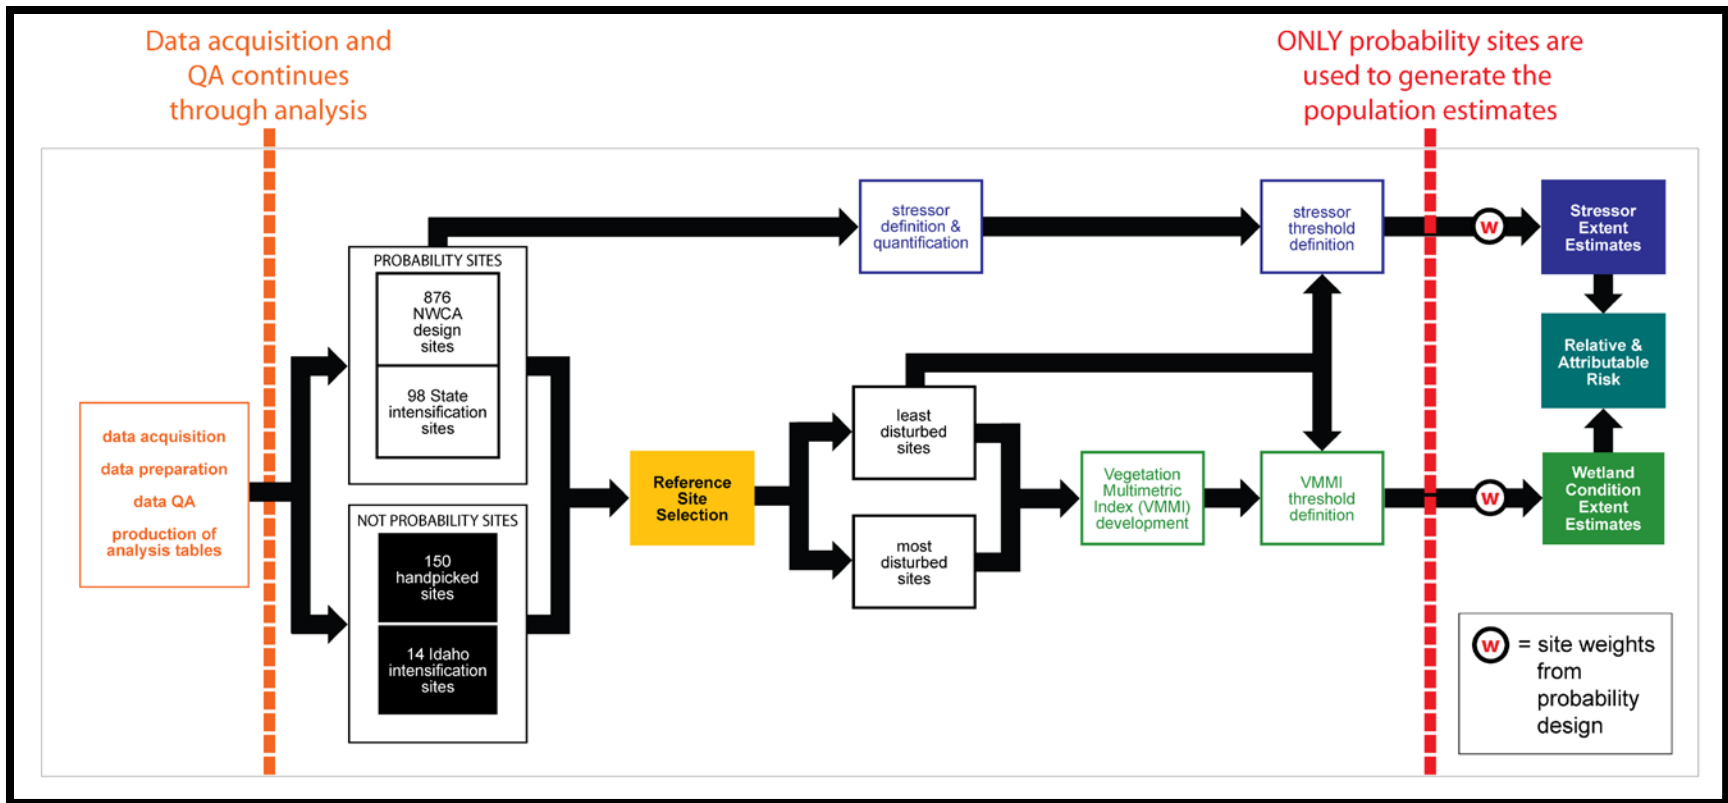 Data acquisition and
QA continues
through analysis
ONLY probability sites are
used to generate the
population estimates
data acquisition
data preparation
data QA
production of
analysis tables
PROBABILITY SITES
876
NWCA
design
sites
98 State
intensification
sites
NOT PROBABILITY SITES
150
handpicked
sites
14 Idaho
intensification
sites
Reference
Site
Selection
stressor
definition &
quantification
least
disturbed
sites
most
disturbed
sites
Vegetation
Multimetric
Index (VMMI)
development
stressor
threshold
definition
VMMI
threshold
definition
w
w
Stressor
Extent
Estimates
Relative &
Attributable
Risk
Wetland
Condition
Extent
Estimates
w = site weights
from
probability
design